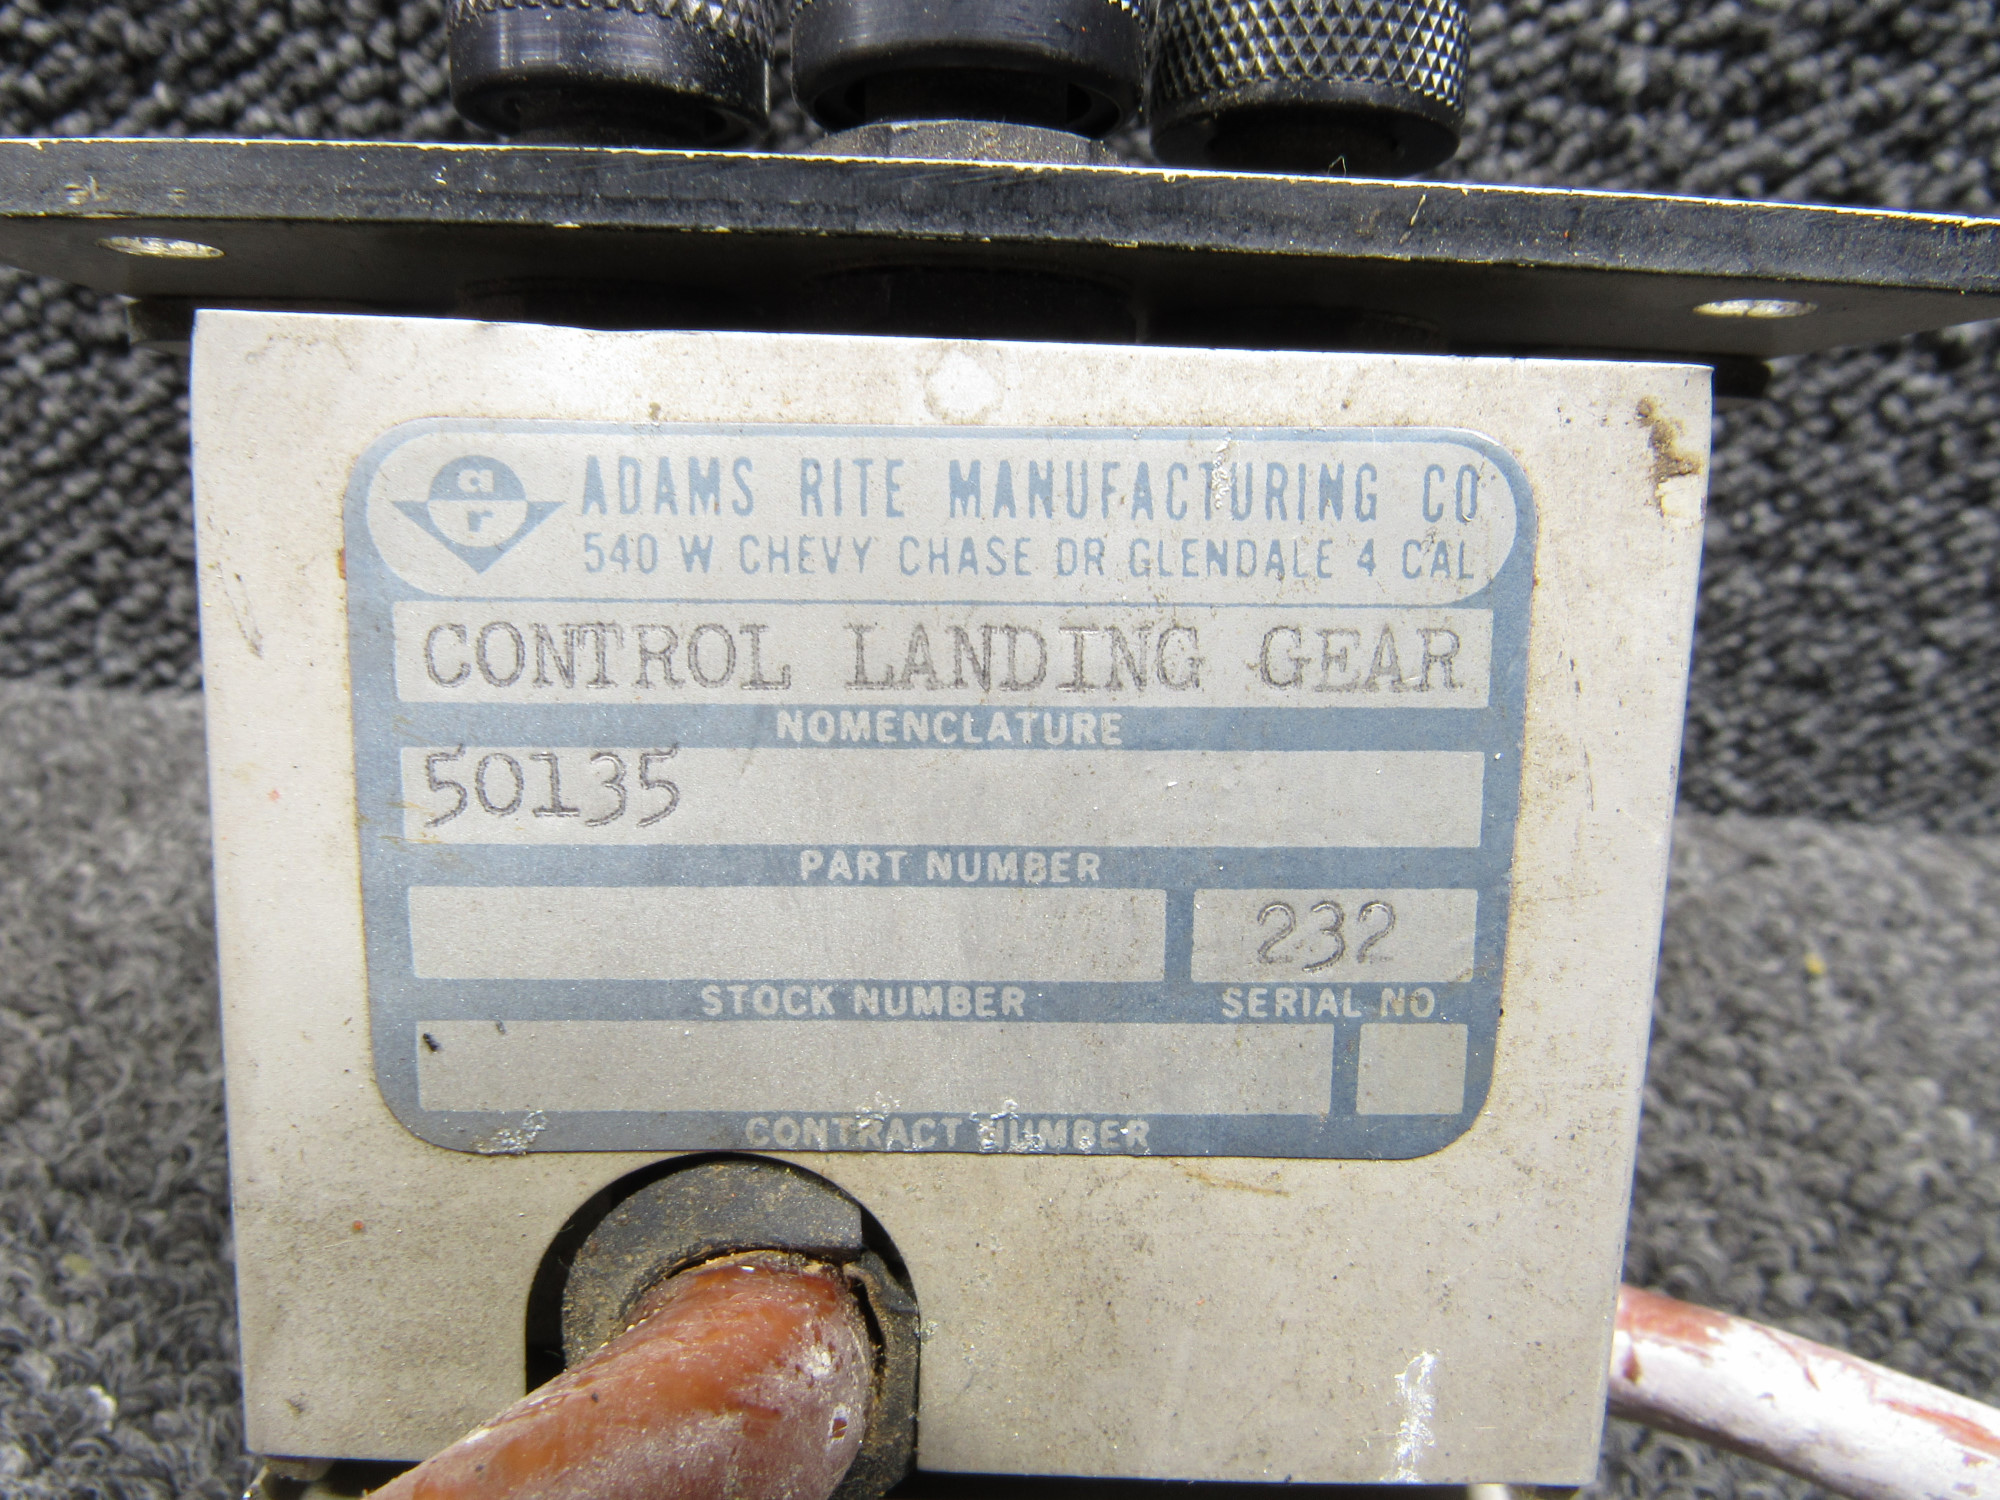 a
r
ADAMS RITE MANUFACTURING CO
540 W CHEVY CHASE DR GLENDALE 4 CAL
CONTROL LANDING GEAR
NOMENCLATURE
50135
PART NUMBER
232
STOCK NUMBER SERIAL NO
CONTRACT NUMBER